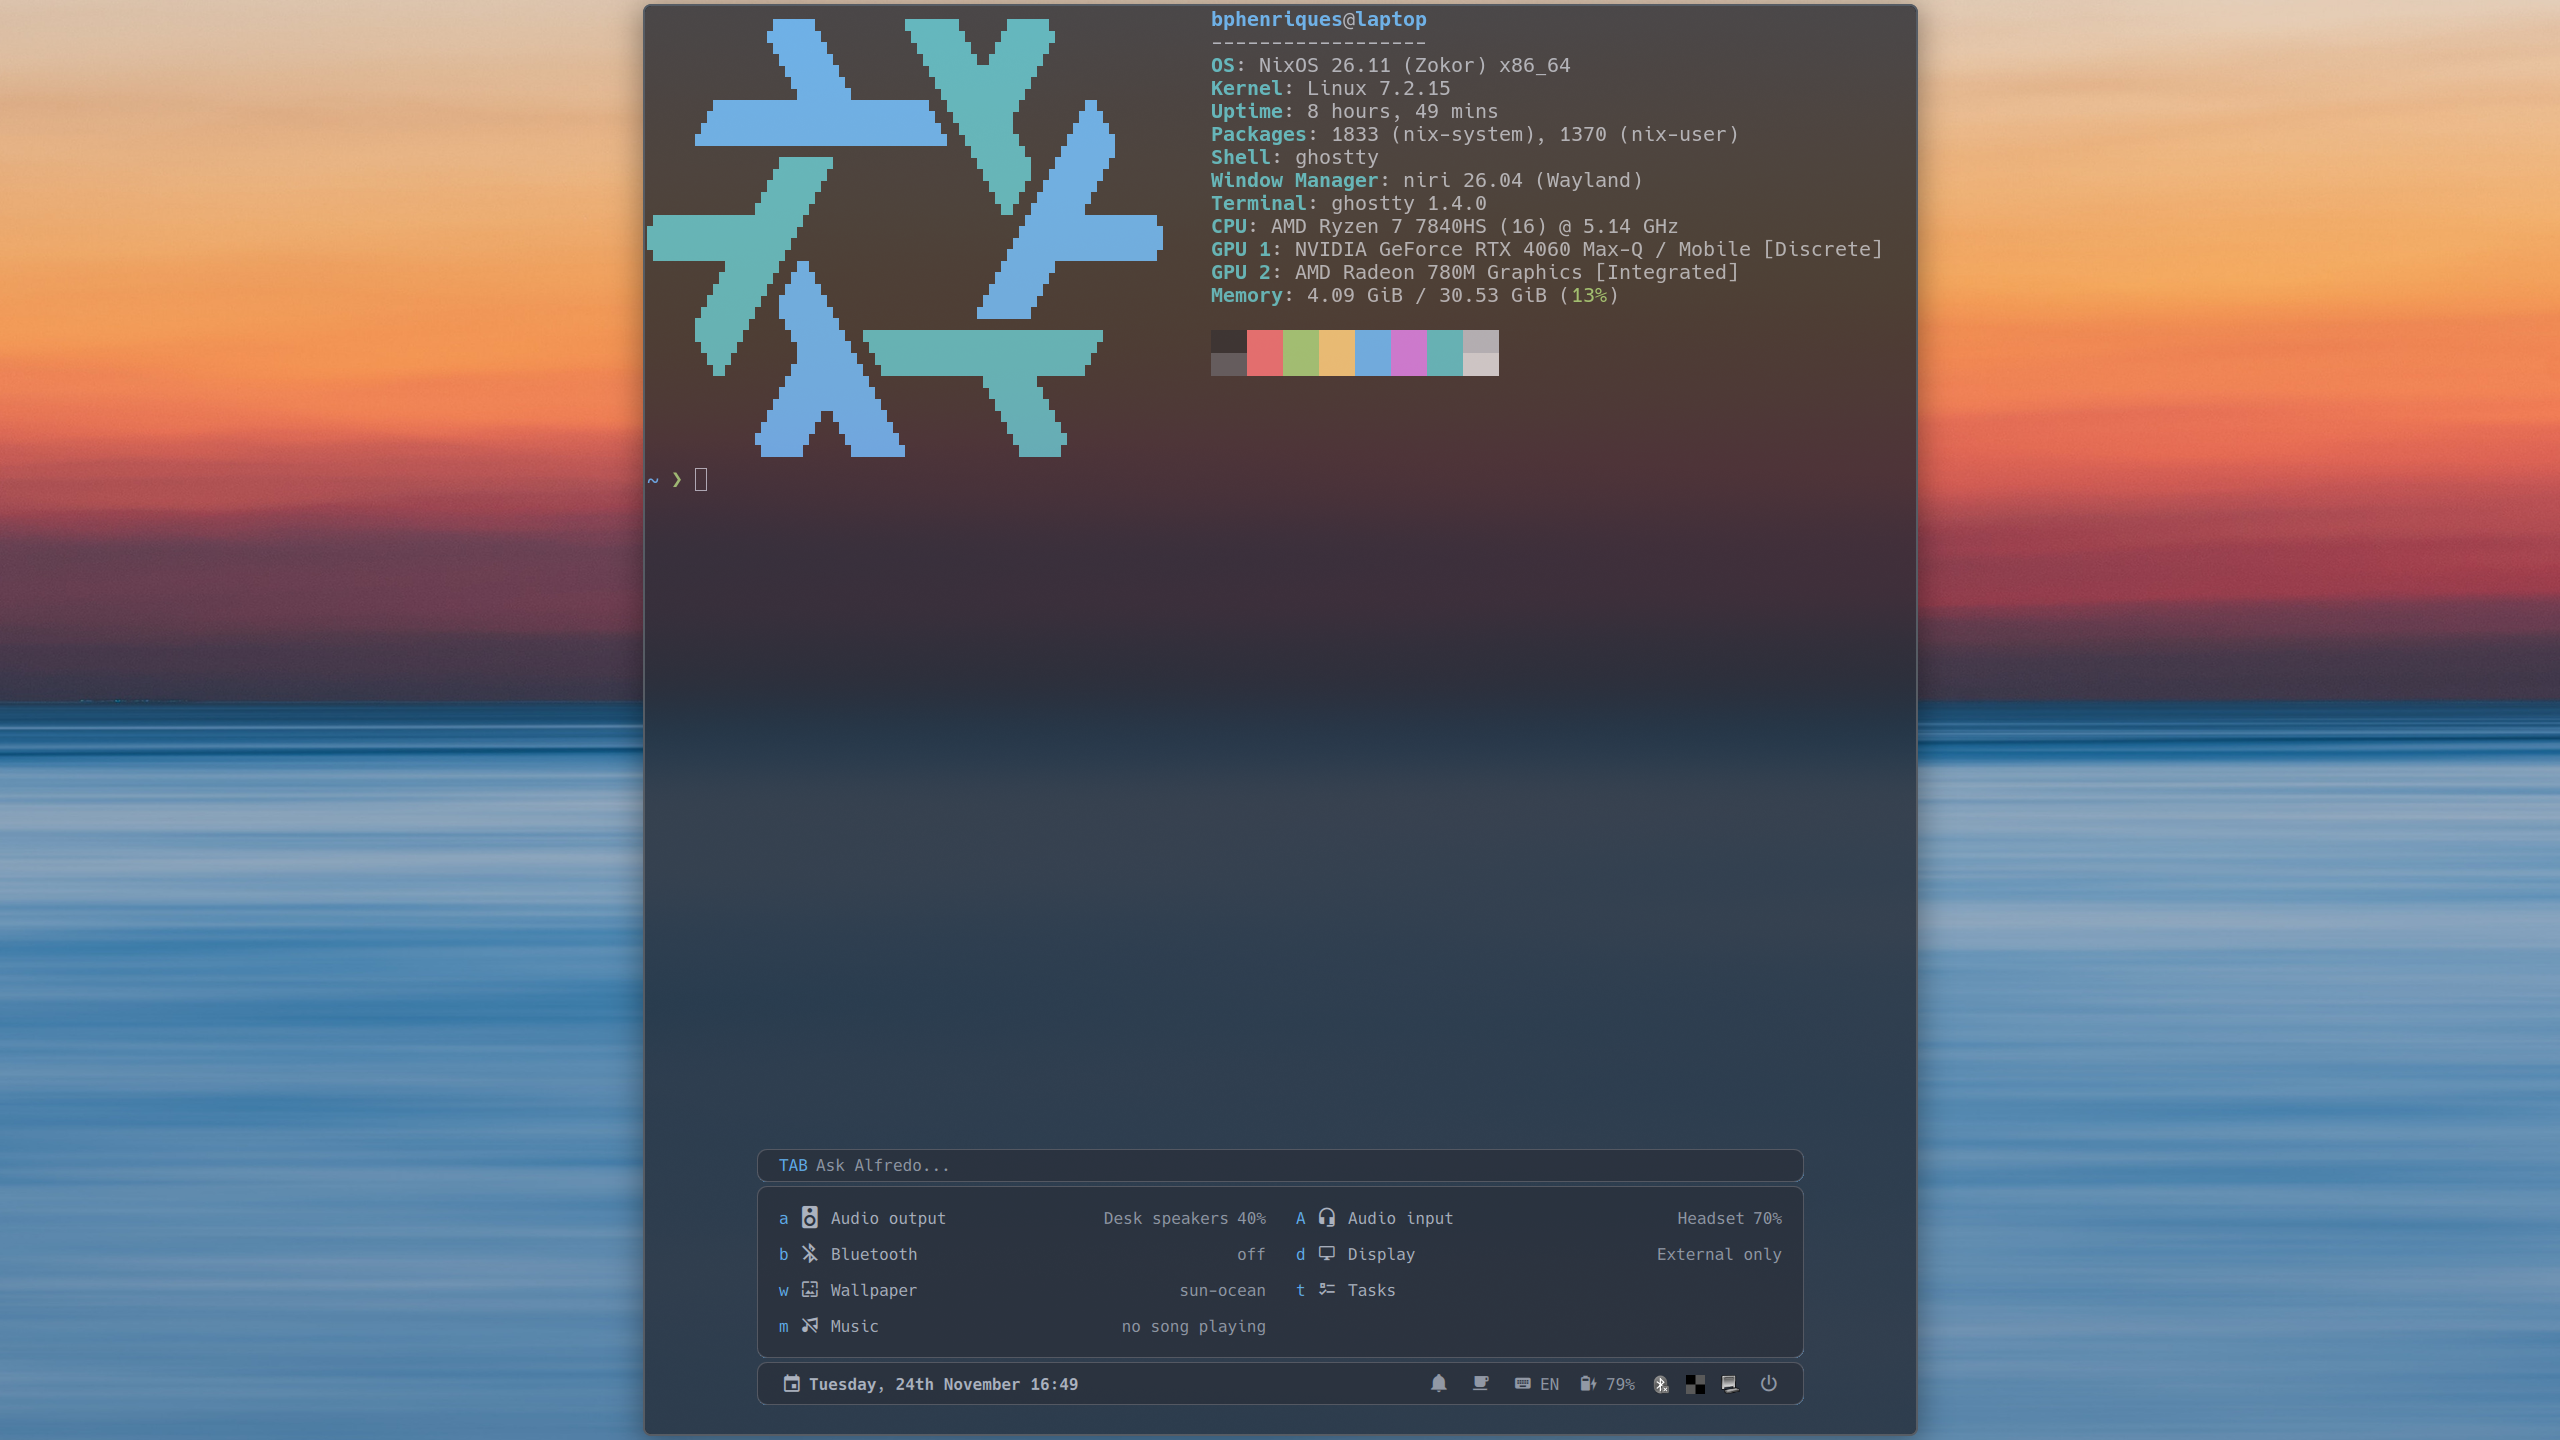 bphenriques@laptop
------------------
OS: NixOS 26.11 (Zokor) x86_64
Kernel: Linux 7.2.15
Uptime: 8 hours, 49 mins
Packages: 1833 (nix-system), 1370 (nix-user)
Shell: ghostty
Window Manager: niri 26.04 (Wayland)
Terminal: ghostty 1.4.0
CPU: AMD Ryzen 7 7840HS (16) @ 5.14 GHz
GPU 1: NVIDIA GeForce RTX 4060 Max-Q / Mobile [Discrete]
GPU 2: AMD Radeon 780M Graphics [Integrated]
Memory: 4.09 GiB / 30.53 GiB (13%)
~ ❯
TAB Ask Alfredo...
a Audio output Desk speakers 40% A Audio input Headset 70%
b Bluetooth off d Display External only
w Wallpaper sun-ocean t Tasks
m Music no song playing
Tuesday, 24th November 16:49 EN 79%